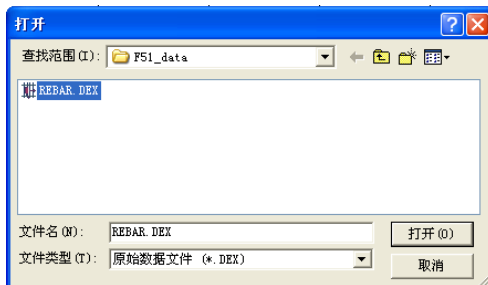 打开
查找范围(I): F51_data
REBAR.DEX
文件名(N): REBAR.DEX 打开(O)
文件类型(T): 原始数据文件 (*.DEX) 取消